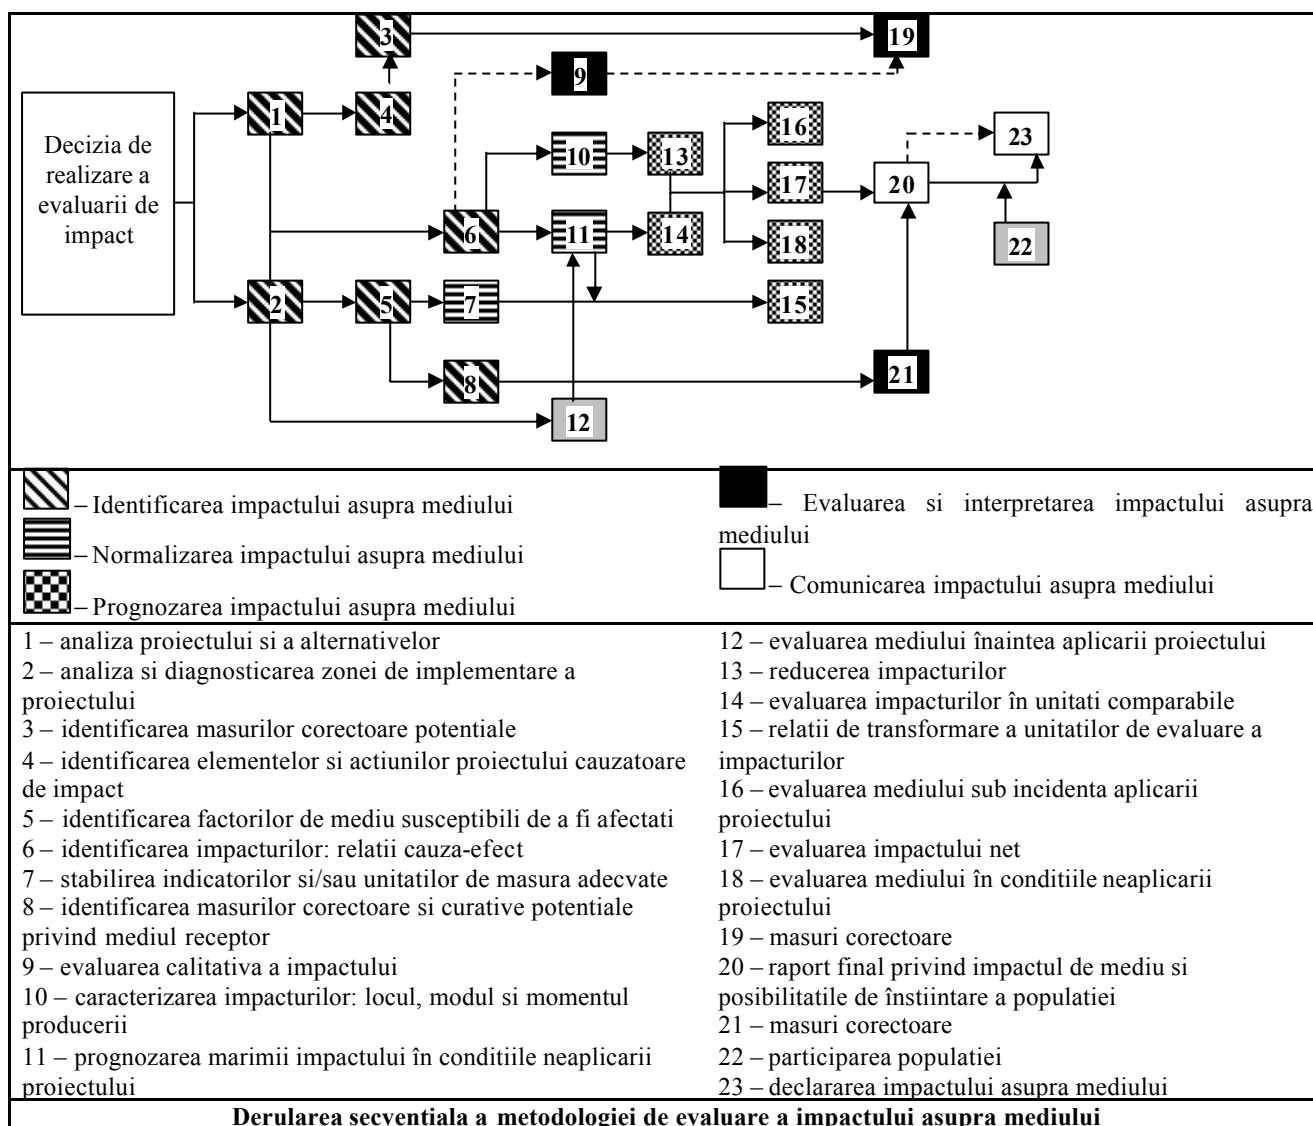 3
19
9
Decizia de
realizare a
evaluarii de
impact
1
4
16
23
10
13
17
20
6
11
14
18
22
2
5
7
15
8
21
12
– Identificarea impactului asupra mediului
– Normalizarea impactului asupra mediului
– Prognozarea impactului asupra mediului
– Evaluarea si interpretarea impactului asupra
mediului
– Comunicarea impactului asupra mediului
1 – analiza proiectului si a alternativelor
2 – analiza si diagnosticarea zonei de implementare a
proiectului
3 – identificarea masurilor corectoare potentiale
4 – identificarea elementelor si actiunilor proiectului cauzatoare
de impact
5 – identificarea factorilor de mediu susceptibili de a fi afectati
6 – identificarea impacturilor: relatii cauza-efect
7 – stabilirea indicatorilor si/sau unitatilor de masura adecvate
8 – identificarea masurilor corectoare si curative potentiale
privind mediul receptor
9 – evaluarea calitativa a impactului
10 – caracterizarea impacturilor: locul, modul si momentul
producerii
11 – prognozarea marimii impactului în conditiile neaplicarii
proiectului
12 – evaluarea mediului înaintea aplicarii proiectului
13 – reducerea impacturilor
14 – evaluarea impacturilor în unitati comparabile
15 – relatii de transformare a unitatilor de evaluare a
impacturilor
16 – evaluarea mediului sub incidenta aplicarii
proiectului
17 – evaluarea impactului net
18 – evaluarea mediului în conditiile neaplicarii
proiectului
19 – masuri corectoare
20 – raport final privind impactul de mediu si
posibilitatile de înstiintare a populatiei
21 – masuri corectoare
22 – participarea populatiei
23 – declararea impactului asupra mediului
Derularea secventiala a metodologiei de evaluare a impactului asupra mediului